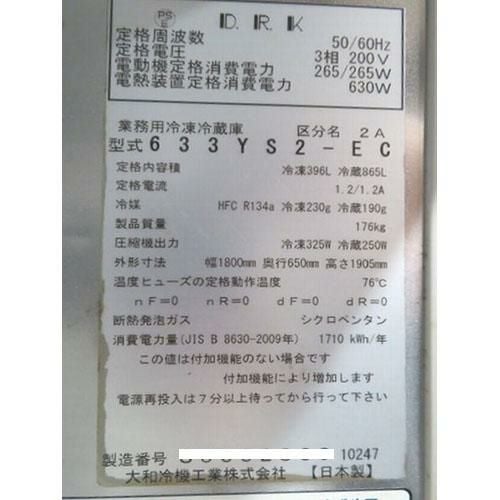 PS E D.R.K
定格周波数 50/60Hz
定格電圧 3相 200V
電動機定格消費電力 265/265W
電熱装置定格消費電力 630W
業務用冷凍冷蔵庫 区分名 2A
型式 633YS2-EC
定格内容積 冷凍396L 冷蔵865L
定格電流 1.2/1.2A
冷媒 HFC R134a 冷凍230g 冷蔵190g
製品質量 176kg
圧縮機出力 冷凍325W 冷蔵250W
外形寸法 幅1800mm 奥行650mm 高さ1905mm
温度ヒューズの定格動作温度 76℃
nF=0 nR=0 dF=0 dR=0
断熱発泡ガス シクロペンタン
消費電力量(JIS B 8630-2009年) 1710 kWh/年
この値は付加機能のない場合です
付加機能により増加します
電源再投入は7分以上待ってから行って下さい
製造番号 10247
大和冷機工業株式会社 【日本製】